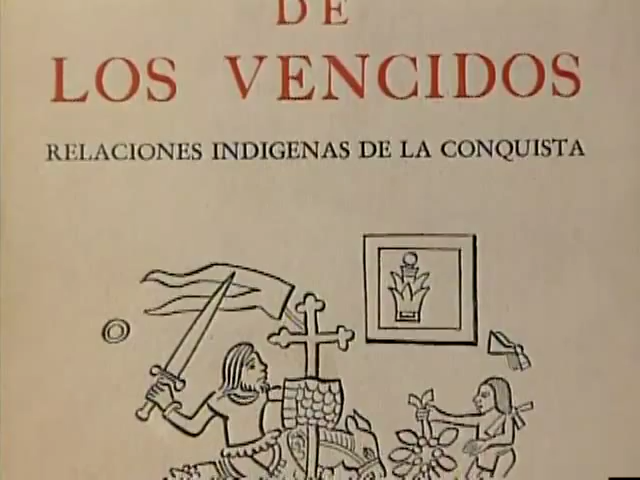 DE
LOS VENCIDOS
RELACIONES INDIGENAS DE LA CONQUISTA